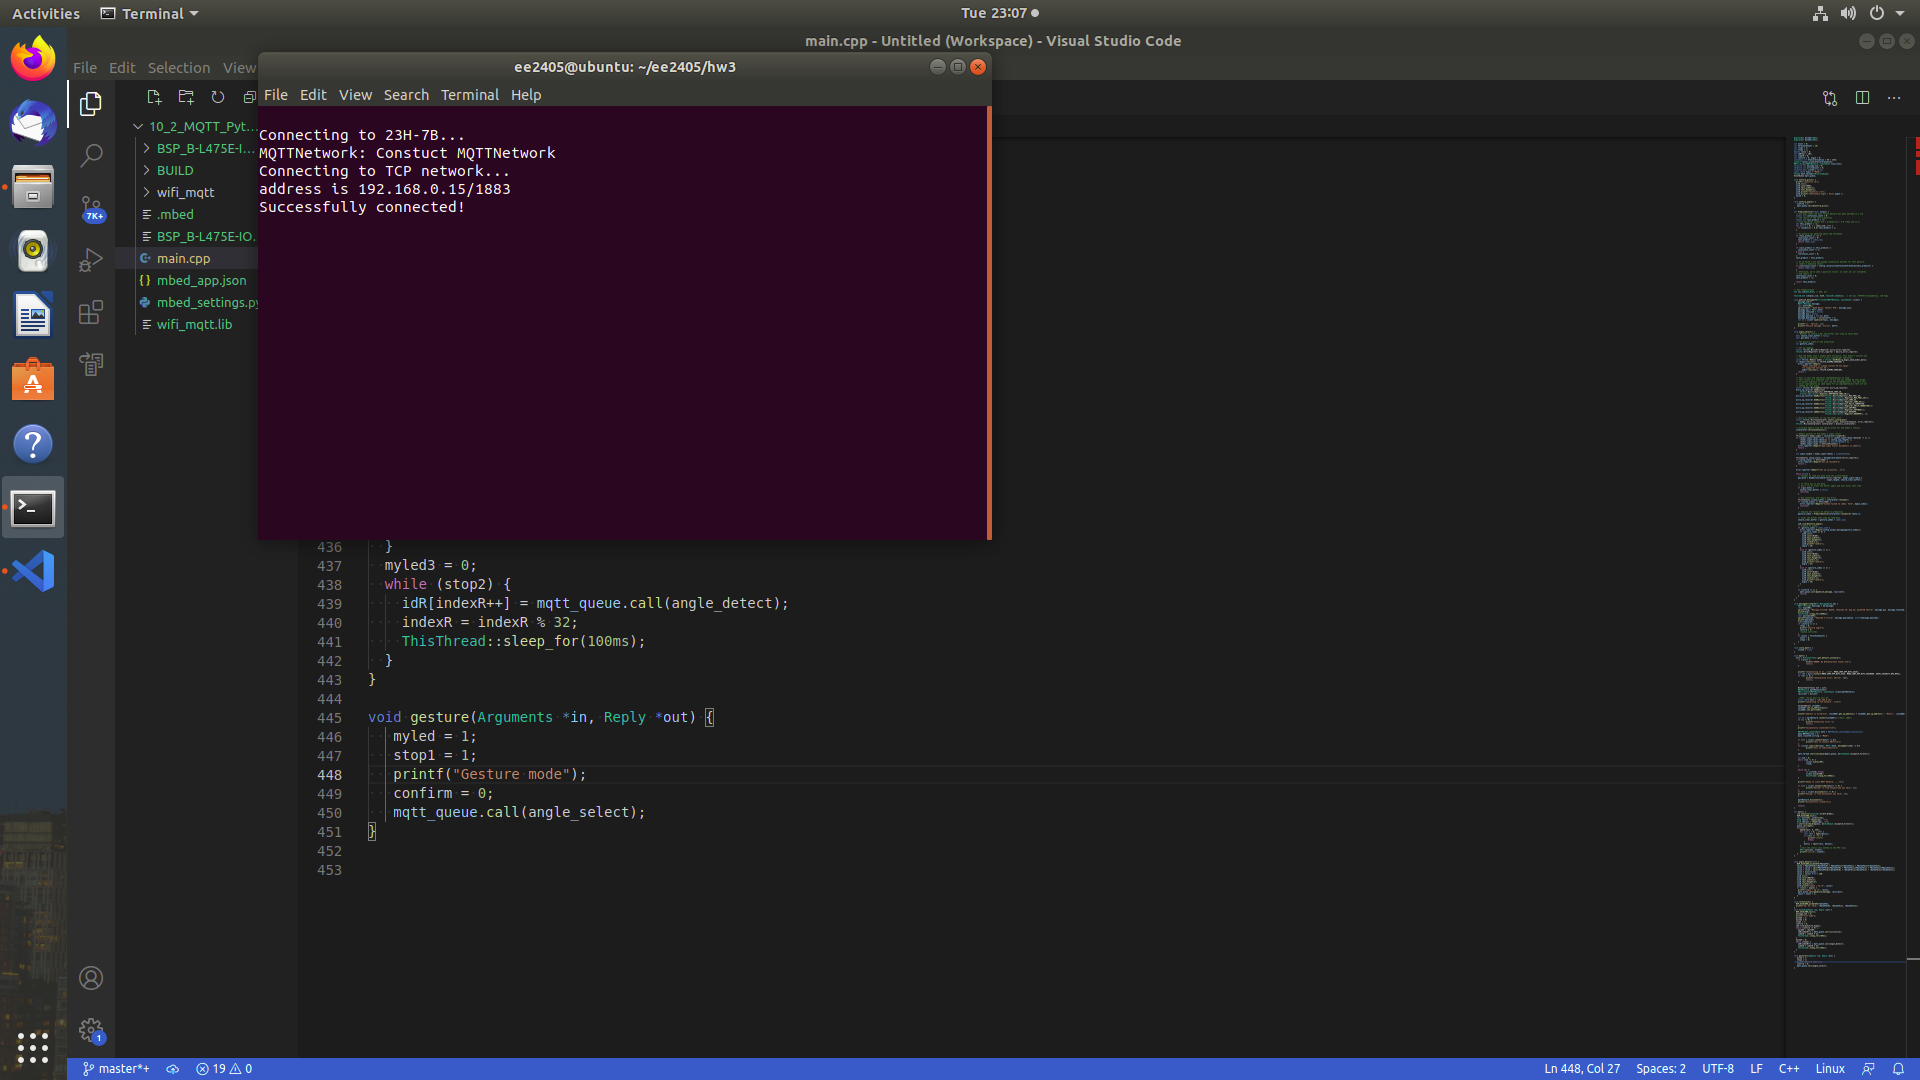 Activities
Terminal
Tue 23:07
main.cpp - Untitled (Workspace) - Visual Studio Code
File Edit Selection View
ee2405@ubuntu: ~/ee2405/hw3
File Edit View Search Terminal Help
Connecting to 23H-7B...
MQTTNetwork: Constuct MQTTNetwork
Connecting to TCP network...
address is 192.168.0.15/1883
Successfully connected!
10_2_MQTT_Pyt...
BSP_B-L475E-I...
BUILD
wifi_mqtt
.mbed
BSP_B-L475E-IO...
main.cpp
mbed_app.json
mbed_settings.py
wifi_mqtt.lib
7K+
436 }
437 myled3 = 0;
438 while (stop2) {
439 idR[indexR++] = mqtt_queue.call(angle_detect);
440 indexR = indexR % 32;
441 ThisThread::sleep_for(100ms);
442 }
443 }
444
445 void gesture(Arguments *in, Reply *out) {
446 myled = 1;
447 stop1 = 1;
448 printf("Gesture mode");
449 confirm = 0;
450 mqtt_queue.call(angle_select);
451 }
452
453
1
master*+
19
0
Ln 448, Col 27
Spaces: 2
UTF-8
LF
C++
Linux